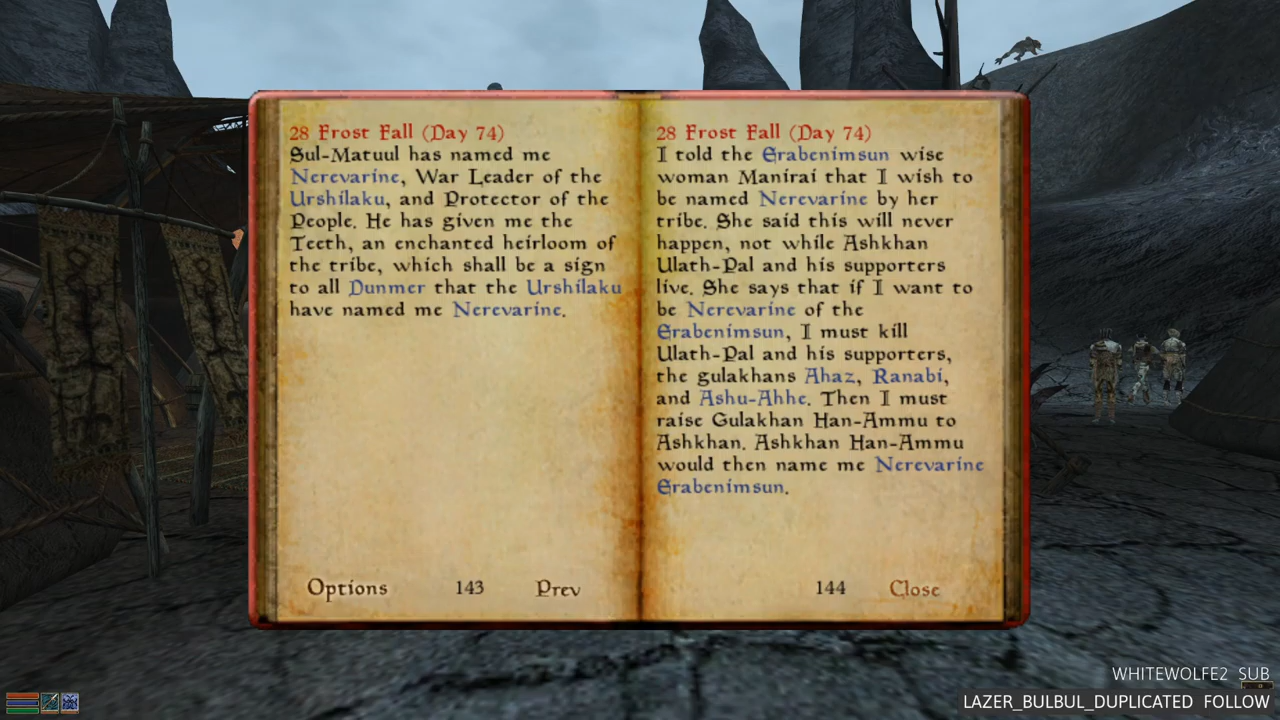 28 Frost Fall (Day 74)
Sul-Matuul has named me
Nerevarine, War Leader of the
Urshilaku, and Protector of the
People. He has given me the
Teeth, an enchanted heirloom of
the tribe, which shall be a sign
to all Dunmer that the Urshilaku
have named me Nerevarine.
Options
143
Prev
28 Frost Fall (Day 74)
I told the Erabenimsun wise
woman Manirai that I wish to
be named Nerevarine by her
tribe. She said this will never
happen, not while Ashkhan
Ulath-Pal and his supporters
live. She says that if I want to
be Nerevarine of the
Erabenimsun, I must kill
Ulath-Pal and his supporters,
the gulakhans Ahaz, Ranabi,
and Ashu-Ahhe. Then I must
raise Gulakhan Han-Ammu to
Ashkhan. Ashkhan Han-Ammu
would then name me Nerevarine
Erabenimsun.
144
Close
WHITEWOLFE2 SUB
LAZER_BULBUL_DUPLICATED FOLLOW